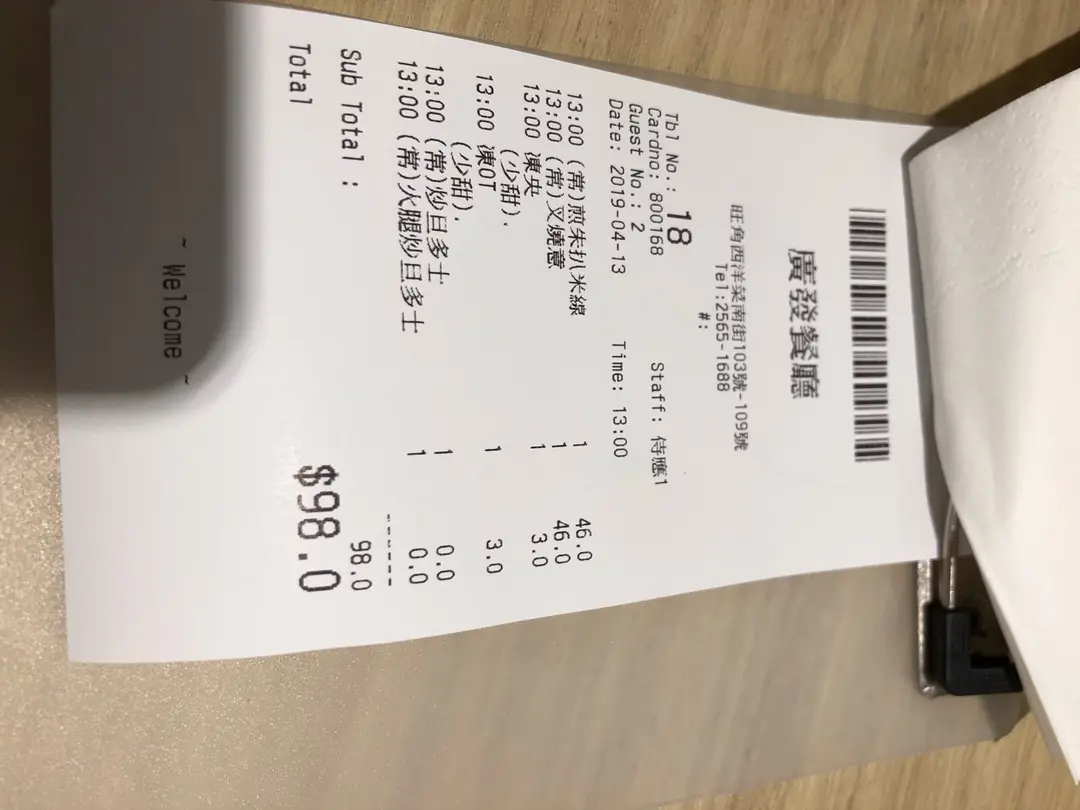 廣發餐廳
旺角西洋菜南街103號-109號
Tel:2565-1688
#:
Tbl No.: 18
Cardno: 800168 Staff: 侍應1
Guest No.: 2
Date: 2019-04-13 Time: 13:00
13:00 (常)煎朱扒米線 1 46.0
13:00 (常)叉燒意 1 46.0
13:00 凍央 1 3.0
(少甜).
13:00 凍OT 1 3.0
(少甜).
13:00 (常)炒旦多士 1 0.0
13:00 (常)火腿炒旦多士 1 0.0
------
Sub Total : 98.0
Total $98.0
~ Welcome ~